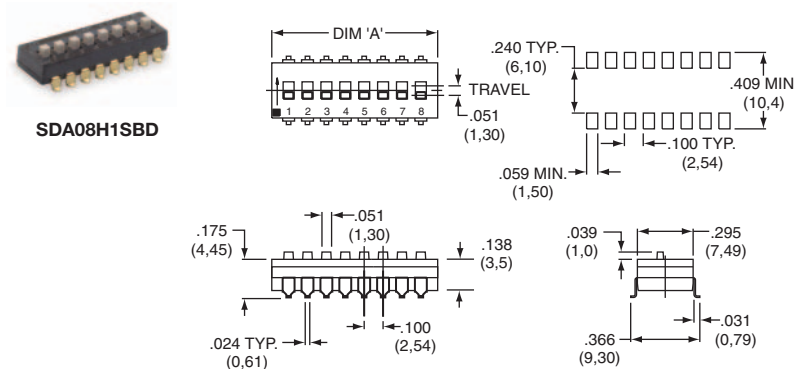 SDA08H1SBD
DIM 'A'
TRAVEL
.051
(1,30)
1 2 3 4 5 6 7 8
.240 TYP.
(6,10)
.409 MIN
(10,4)
.100 TYP.
(2,54)
.059 MIN.
(1,50)
.175
(4,45)
.051
(1,30)
.138
(3,5)
.024 TYP.
(0,61)
.100
(2,54)
.039
(1,0)
.295
(7,49)
.031
(0,79)
.366
(9,30)